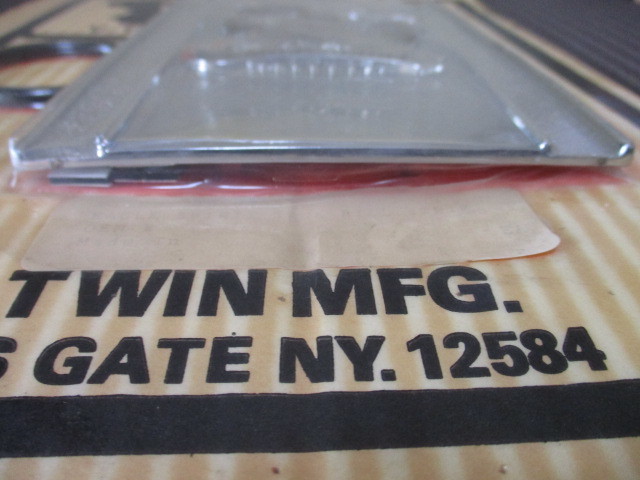 TWIN MFG.
GATE NY. 12584